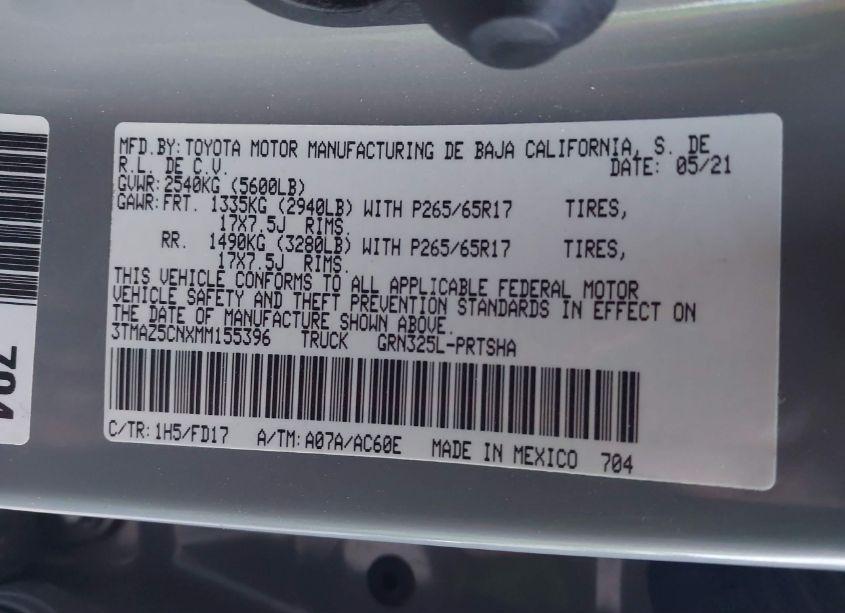 MFD.BY: TOYOTA MOTOR MANUFACTURING DE BAJA CALIFORNIA, S. DE
R.L. DE C.V. DATE: 05/21
GVWR: 2540KG (5600LB)
GAWR: FRT. 1335KG (2940LB) WITH P265/65R17 TIRES,
17X7.5J RIMS.
RR. 1490KG (3280LB) WITH P265/65R17 TIRES,
17X7.5J RIMS.
THIS VEHICLE CONFORMS TO ALL APPLICABLE FEDERAL MOTOR
VEHICLE SAFETY AND THEFT PREVENTION STANDARDS IN EFFECT ON
THE DATE OF MANUFACTURE SHOWN ABOVE.
3TMAZ5CNXMM155396 TRUCK GRN325L-PRTSHA
C/TR: 1H5/FD17 A/TM: A07A/AC60E MADE IN MEXICO 704
704